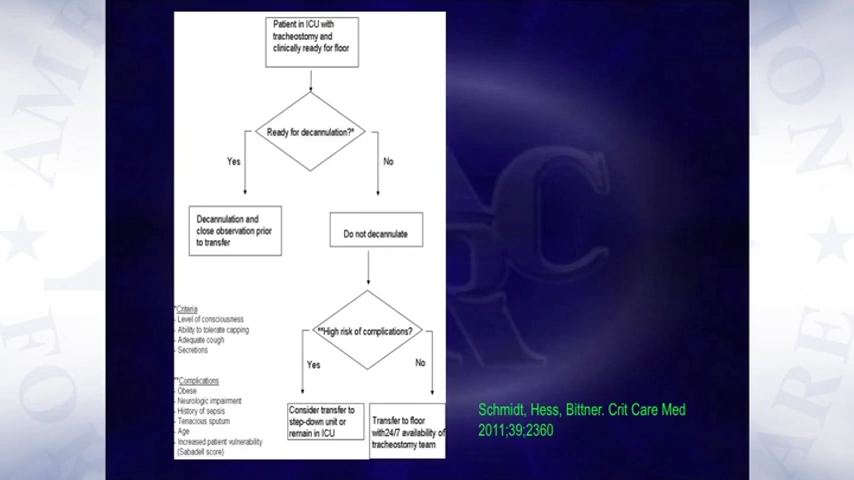 Patient in ICU with
tracheostomy and
clinically ready for floor
Ready for decannulation?*
Yes
No
Decannulation and
close observation prior
to transfer
Do not decannulate
*Criteria
- Level of consciousness
- Ability to tolerate capping
- Adequate cough
- Secretions
**High risk of complications?
Yes
No
**Complications
- Obese
- Neurologic impairment
- History of sepsis
- Tenacious sputum
- Age
- Increased patient vulnerability
(Sabadell score)
Consider transfer to
step-down unit or
remain in ICU
Transfer to floor
with24/7 availability of
tracheostomy team
Schmidt, Hess, Bittner. Crit Care Med
2011;39;2360